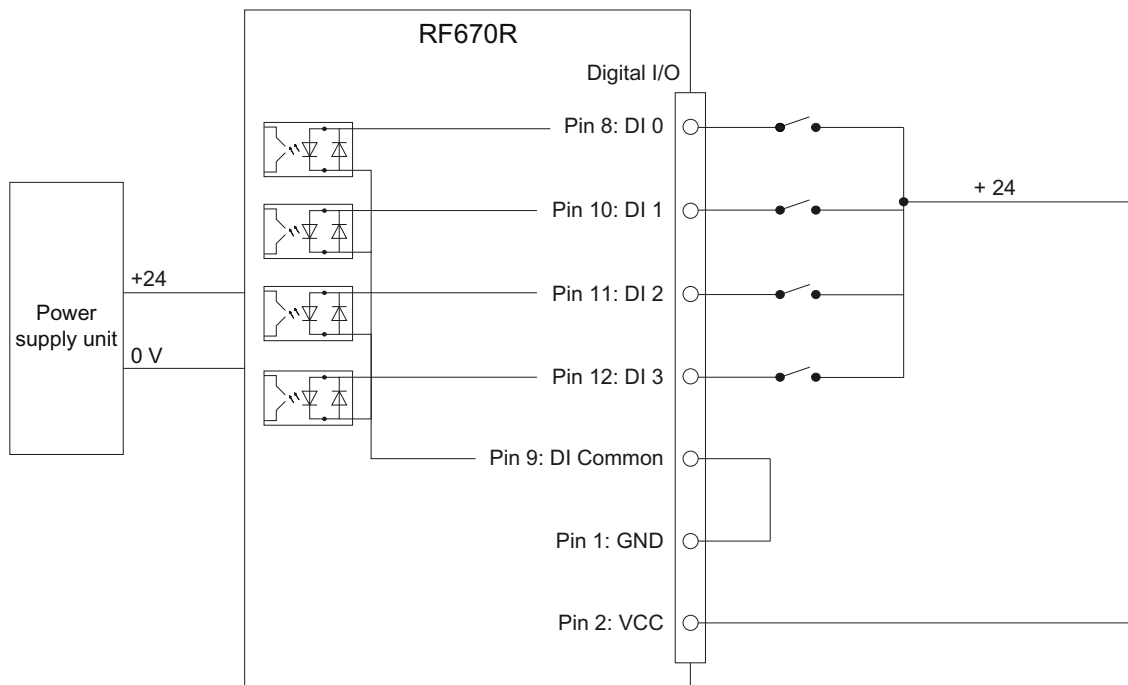 RF670R
Digital I/O
Pin 8: DI 0
+ 24
Pin 10: DI 1
+24
Pin 11: DI 2
Power
supply unit
0 V
Pin 12: DI 3
Pin 9: DI Common
Pin 1: GND
Pin 2: VCC